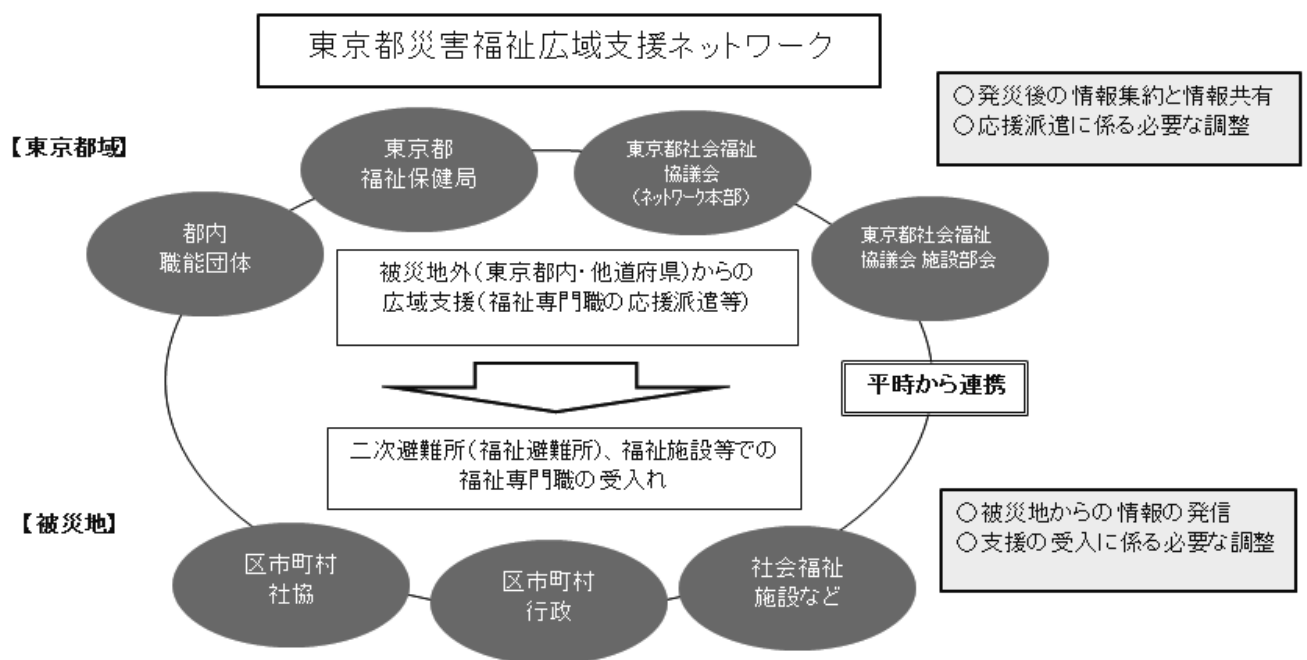 東京都災害福祉広域支援ネットワーク
○発災後の情報集約と情報共有
○応援派遣に係る必要な調整
【東京都域】
東京都
福祉保健局
東京都社会福祉
協議会
（ネットワーク本部）
都内
職能団体
東京都社会福祉
協議会 施設部会
被災地外（東京都内・他道府県）からの
広域支援（福祉専門職の応援派遣等）
平時から連携
二次避難所（福祉避難所）、福祉施設等での
福祉専門職の受入れ
【被災地】
○被災地からの情報の発信
○支援の受入に係る必要な調整
区市町村
社協
区市町村
行政
社会福祉
施設など